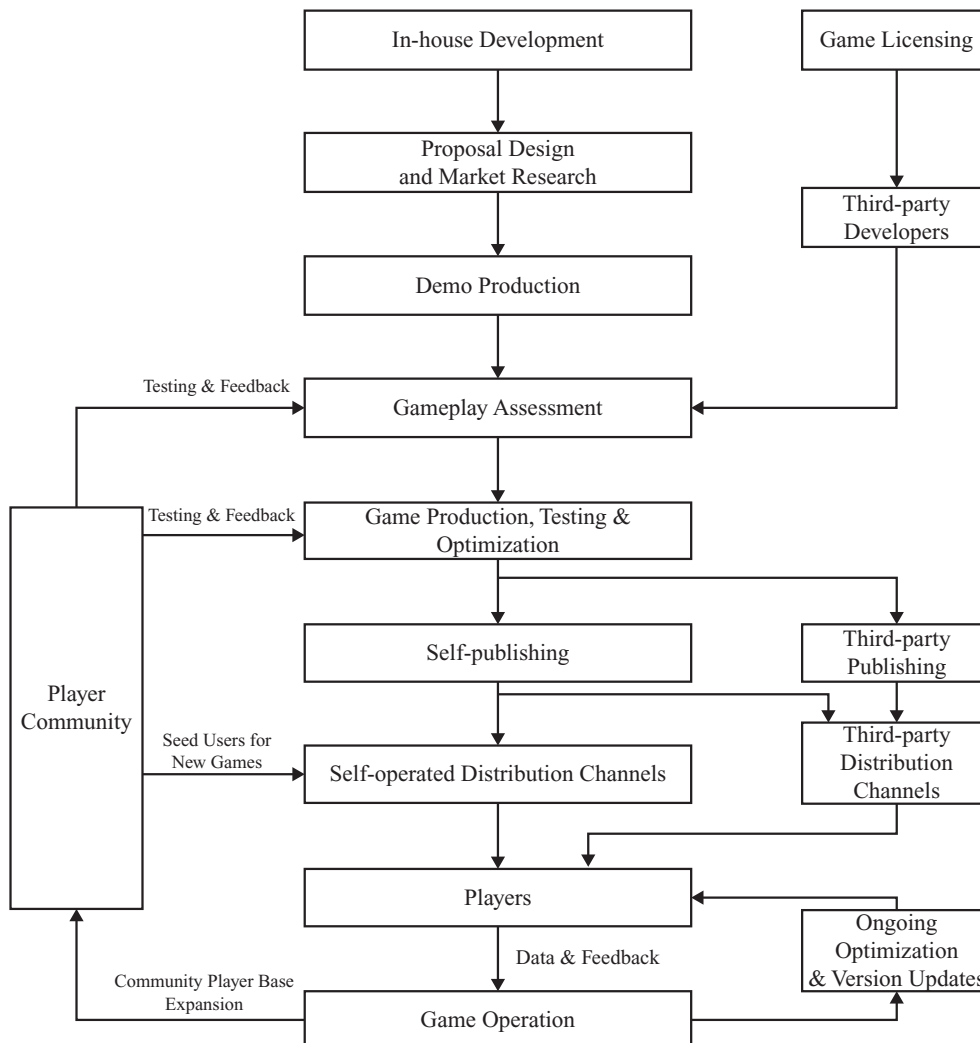 In-house Development
Game Licensing
Proposal Design
and Market Research
Third-party
Developers
Demo Production
Testing & Feedback
Gameplay Assessment
Testing & Feedback
Game Production, Testing &
Optimization
Self-publishing
Third-party
Publishing
Player
Community
Seed Users for
New Games
Self-operated Distribution Channels
Third-party
Distribution
Channels
Players
Ongoing
Optimization
& Version Updates
Data & Feedback
Community Player Base
Expansion
Game Operation